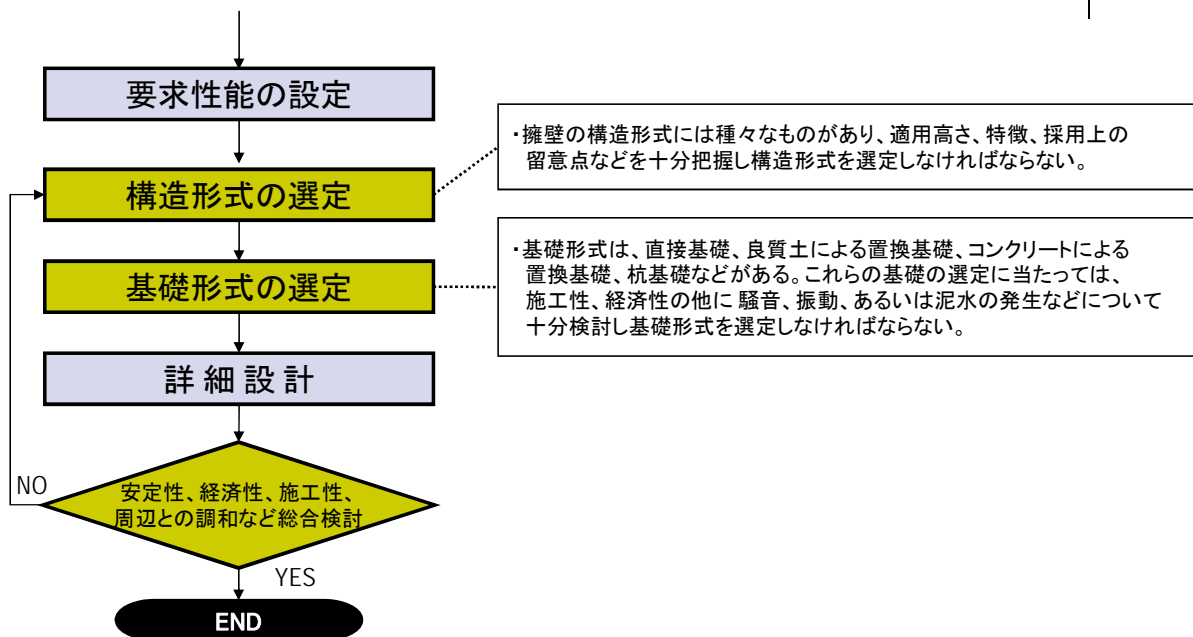 要求性能の設定
・擁壁の構造形式には種々なものがあり、適用高さ、特徴、採用上の
留意点などを十分把握し構造形式を選定しなければならない。
構造形式の選定
・基礎形式は、直接基礎、良質土による置換基礎、コンクリートによる
置換基礎、杭基礎などがある。これらの基礎の選定に当たっては、
施工性、経済性の他に騒音、振動、あるいは泥水の発生などについて
十分検討し基礎形式を選定しなければならない。
基礎形式の選定
詳細設計
NO
安定性、経済性、施工性、
周辺との調和など総合検討
YES
END